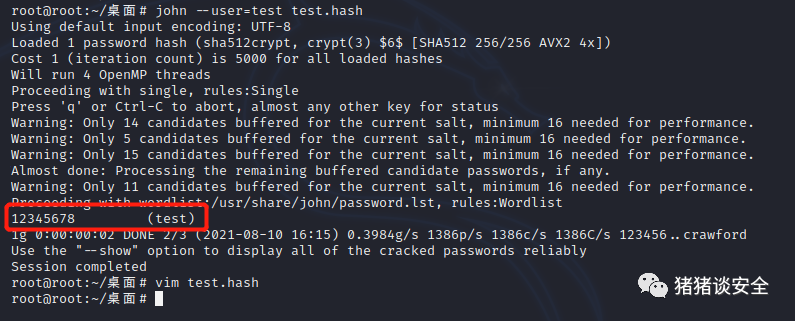 root@root:~/桌面# john --user=test test.hash
Using default input encoding: UTF-8
Loaded 1 password hash (sha512crypt, crypt(3) $6$ [SHA512 256/256 AVX2 4x])
Cost 1 (iteration count) is 5000 for all loaded hashes
Will run 4 OpenMP threads
Proceeding with single, rules:Single
Press 'q' or Ctrl-C to abort, almost any other key for status
Warning: Only 14 candidates buffered for the current salt, minimum 16 needed for performance.
Warning: Only 5 candidates buffered for the current salt, minimum 16 needed for performance.
Warning: Only 15 candidates buffered for the current salt, minimum 16 needed for performance.
Almost done: Processing the remaining buffered candidate passwords, if any.
Warning: Only 11 candidates buffered for the current salt, minimum 16 needed for performance.
Proceeding with wordlist:/usr/share/john/password.lst, rules:Wordlist
12345678         (test)
1g 0:00:00:02 DONE 2/3 (2021-08-10 16:15) 0.3984g/s 1386p/s 1386c/s 1386C/s 123456..crawford
Use the "--show" option to display all of the cracked passwords reliably
Session completed
root@root:~/桌面# vim test.hash
root@root:~/桌面#
猪猪谈安全